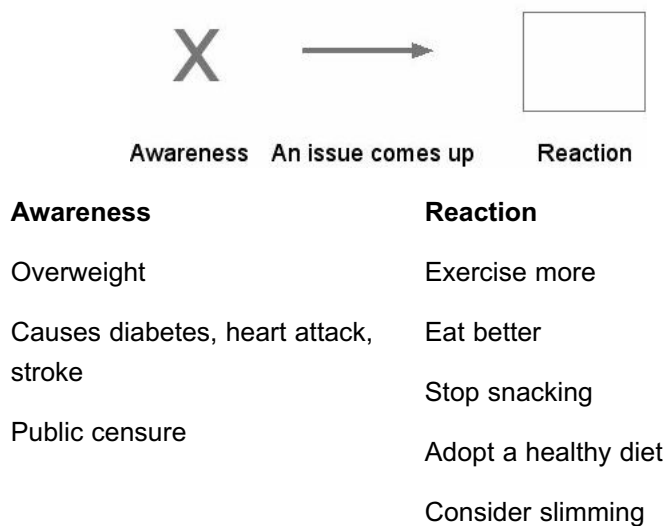 X
Awareness An issue comes up Reaction
Awareness
Overweight
Causes diabetes, heart attack,
stroke
Public censure
Reaction
Exercise more
Eat better
Stop snacking
Adopt a healthy diet
Consider slimming